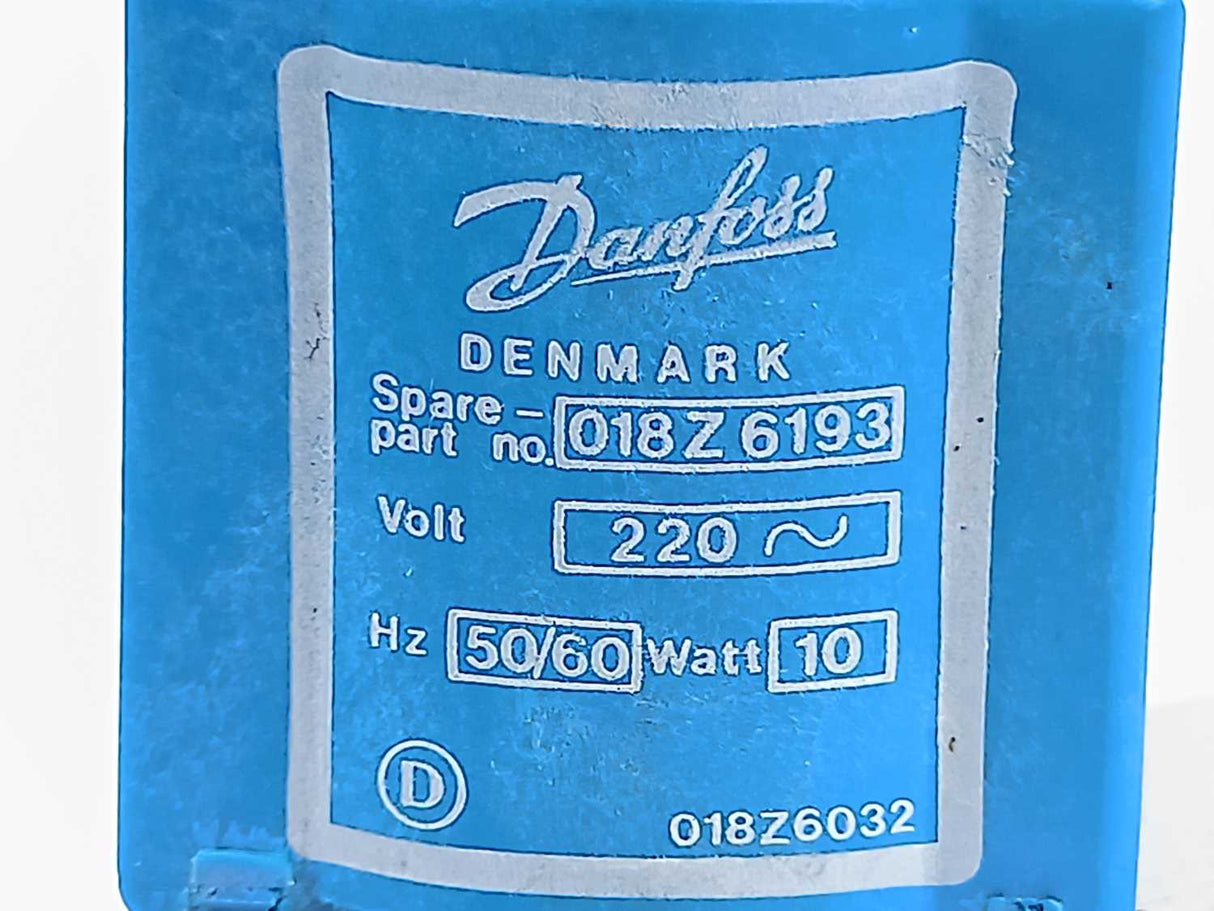 Danfoss
DENMARK
Spare-
part no. 018Z6193
Volt 220 ~
Hz 50/60 Watt 10
D
018Z6032